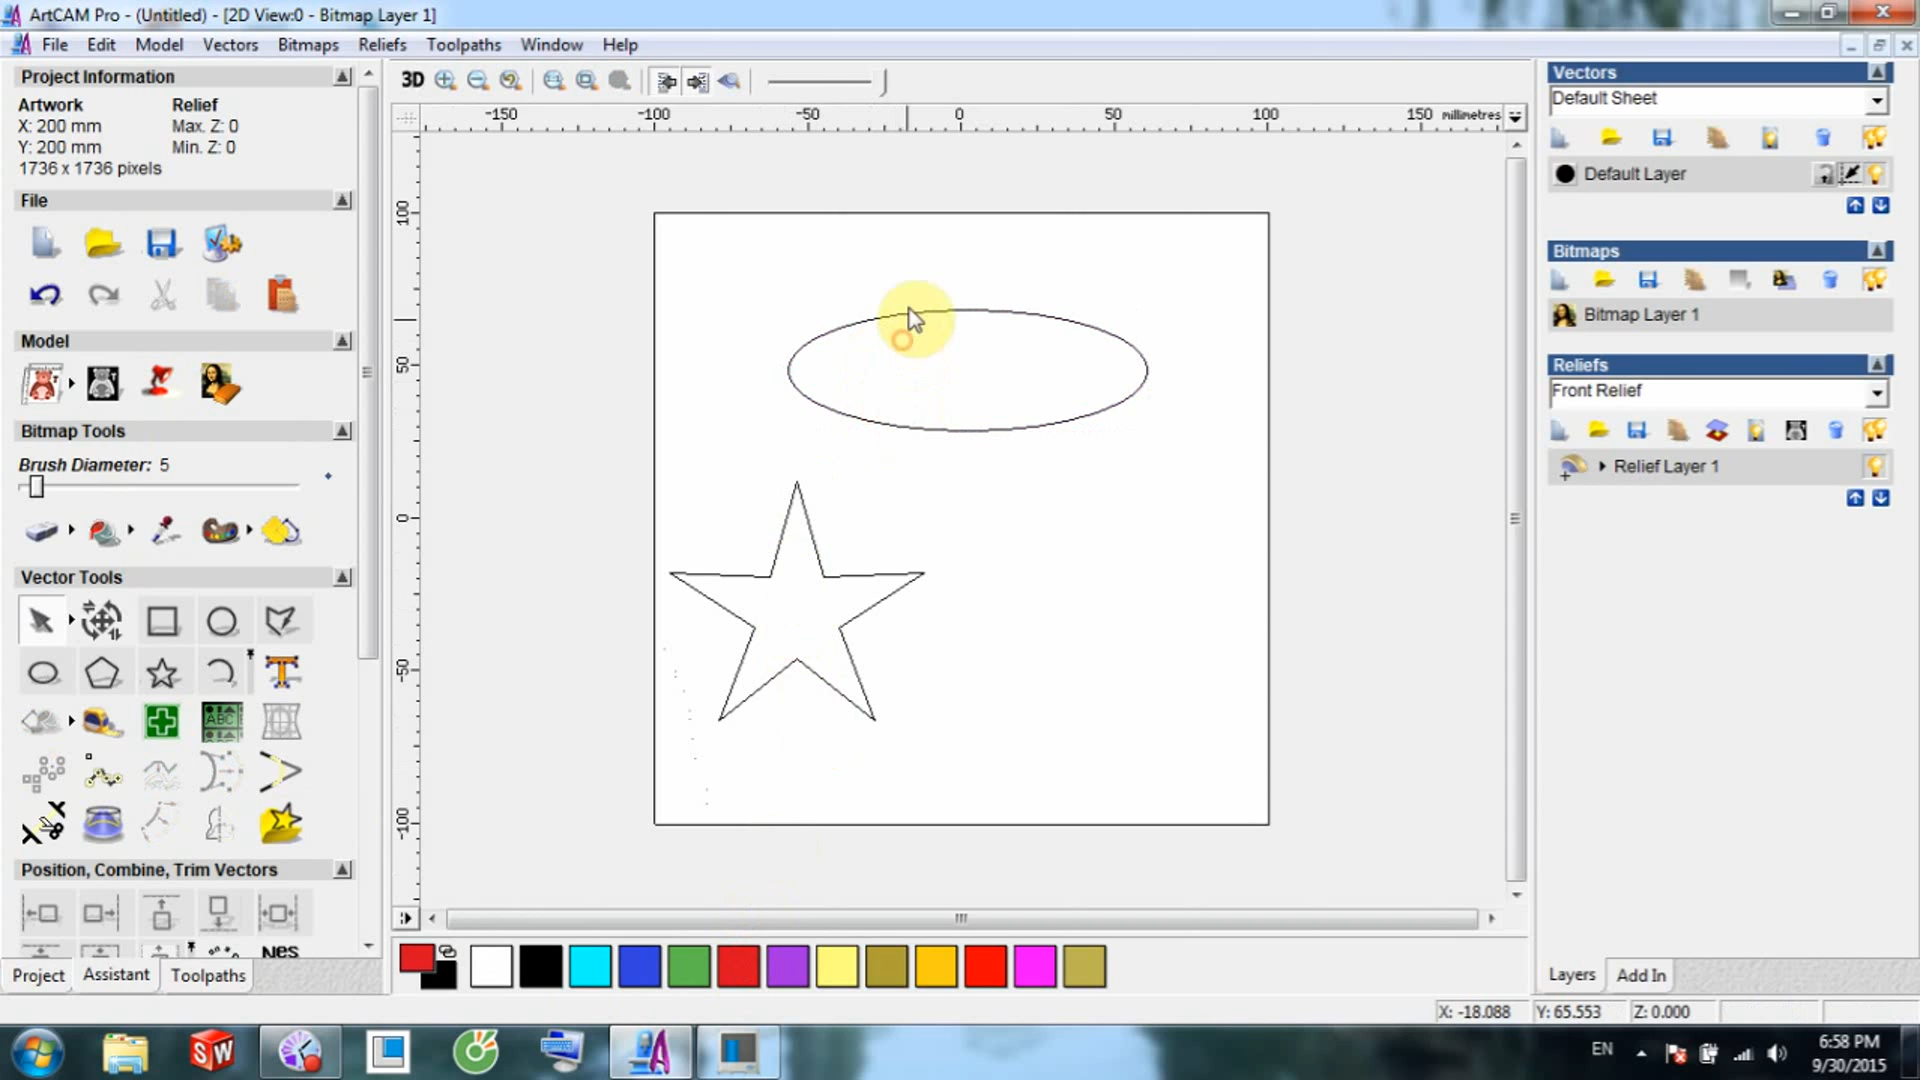 ArtCAM Pro - (Untitled) - [2D View:0 - Bitmap Layer 1]
File Edit Model Vectors Bitmaps Reliefs Toolpaths Window Help
Project Information
Artwork Relief
X: 200 mm Max. Z: 0
Y: 200 mm Min. Z: 0
1736 x 1736 pixels
File
Model
Bitmap Tools
Brush Diameter: 5
Vector Tools
ABC
Position, Combine, Trim Vectors
Nes
Project Assistant Toolpaths
3D
-150 -100 -50 0 50 100 150 millimetres
100
50
0
-50
-100
Vectors
Default Sheet
Default Layer
Bitmaps
Bitmap Layer 1
Reliefs
Front Relief
Relief Layer 1
Layers Add In
X: -18.088 Y: 65.553 Z: 0.000
SW
EN
6:58 PM
9/30/2015